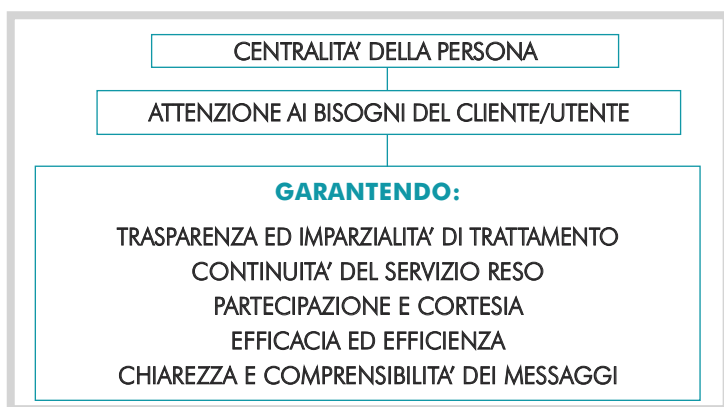 CENTRALITA’ DELLA PERSONA
ATTENZIONE AI BISOGNI DEL CLIENTE/UTENTE
GARANTENDO:
TRASPARENZA ED IMPARZIALITA’ DI TRATTAMENTO
CONTINUITA’ DEL SERVIZIO RESO
PARTECIPAZIONE E CORTESIA
EFFICACIA ED EFFICIENZA
CHIAREZZA E COMPRENSIBILITA’ DEI MESSAGGI